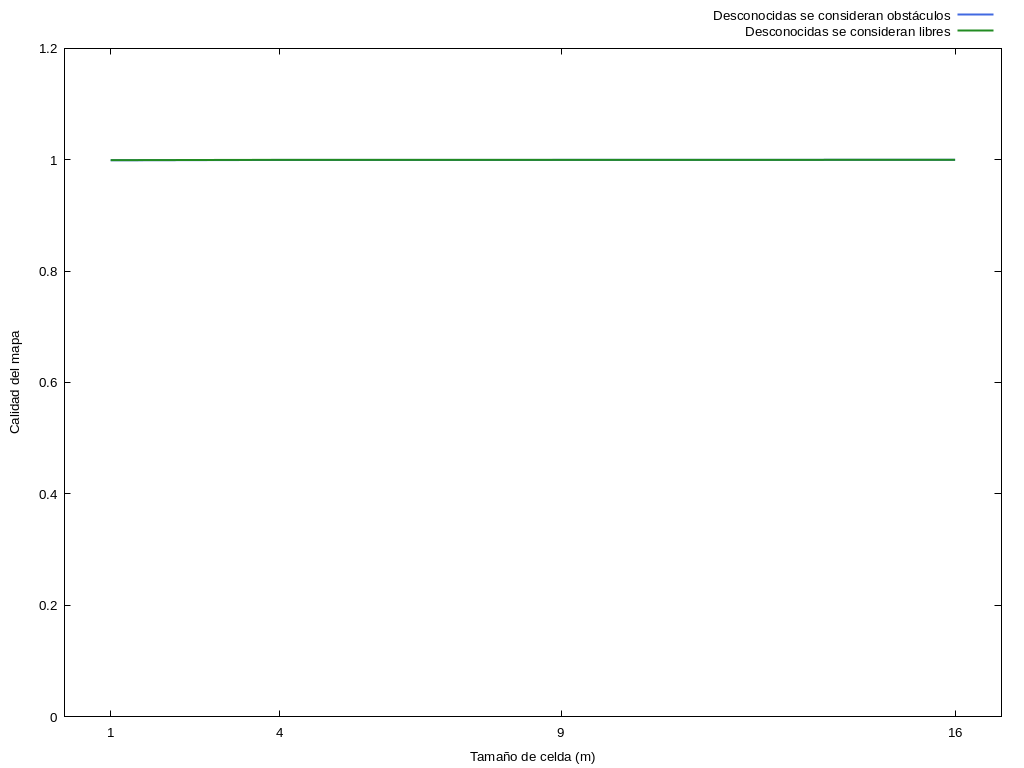 Desconocidas se consideran obstáculos
Desconocidas se consideran libres
1.2
1
0.8
0.6
0.4
0.2
0
Calidad del mapa
1 4 9 16
Tamaño de celda (m)